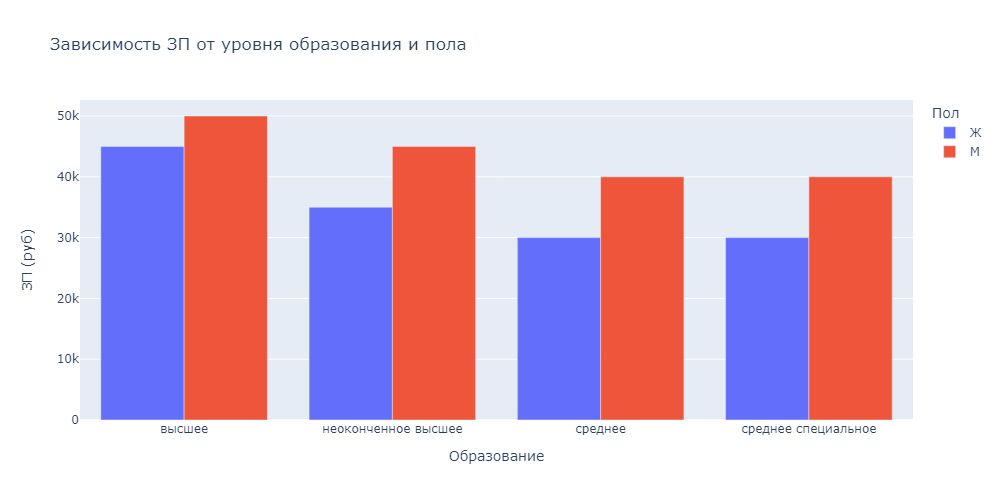 Зависимость ЗП от уровня образования и пола
Пол
Ж
М
50k
40k
30k
20k
10k
0
ЗП (руб)
высшее
неоконченное высшее
среднее
среднее специальное
Образование